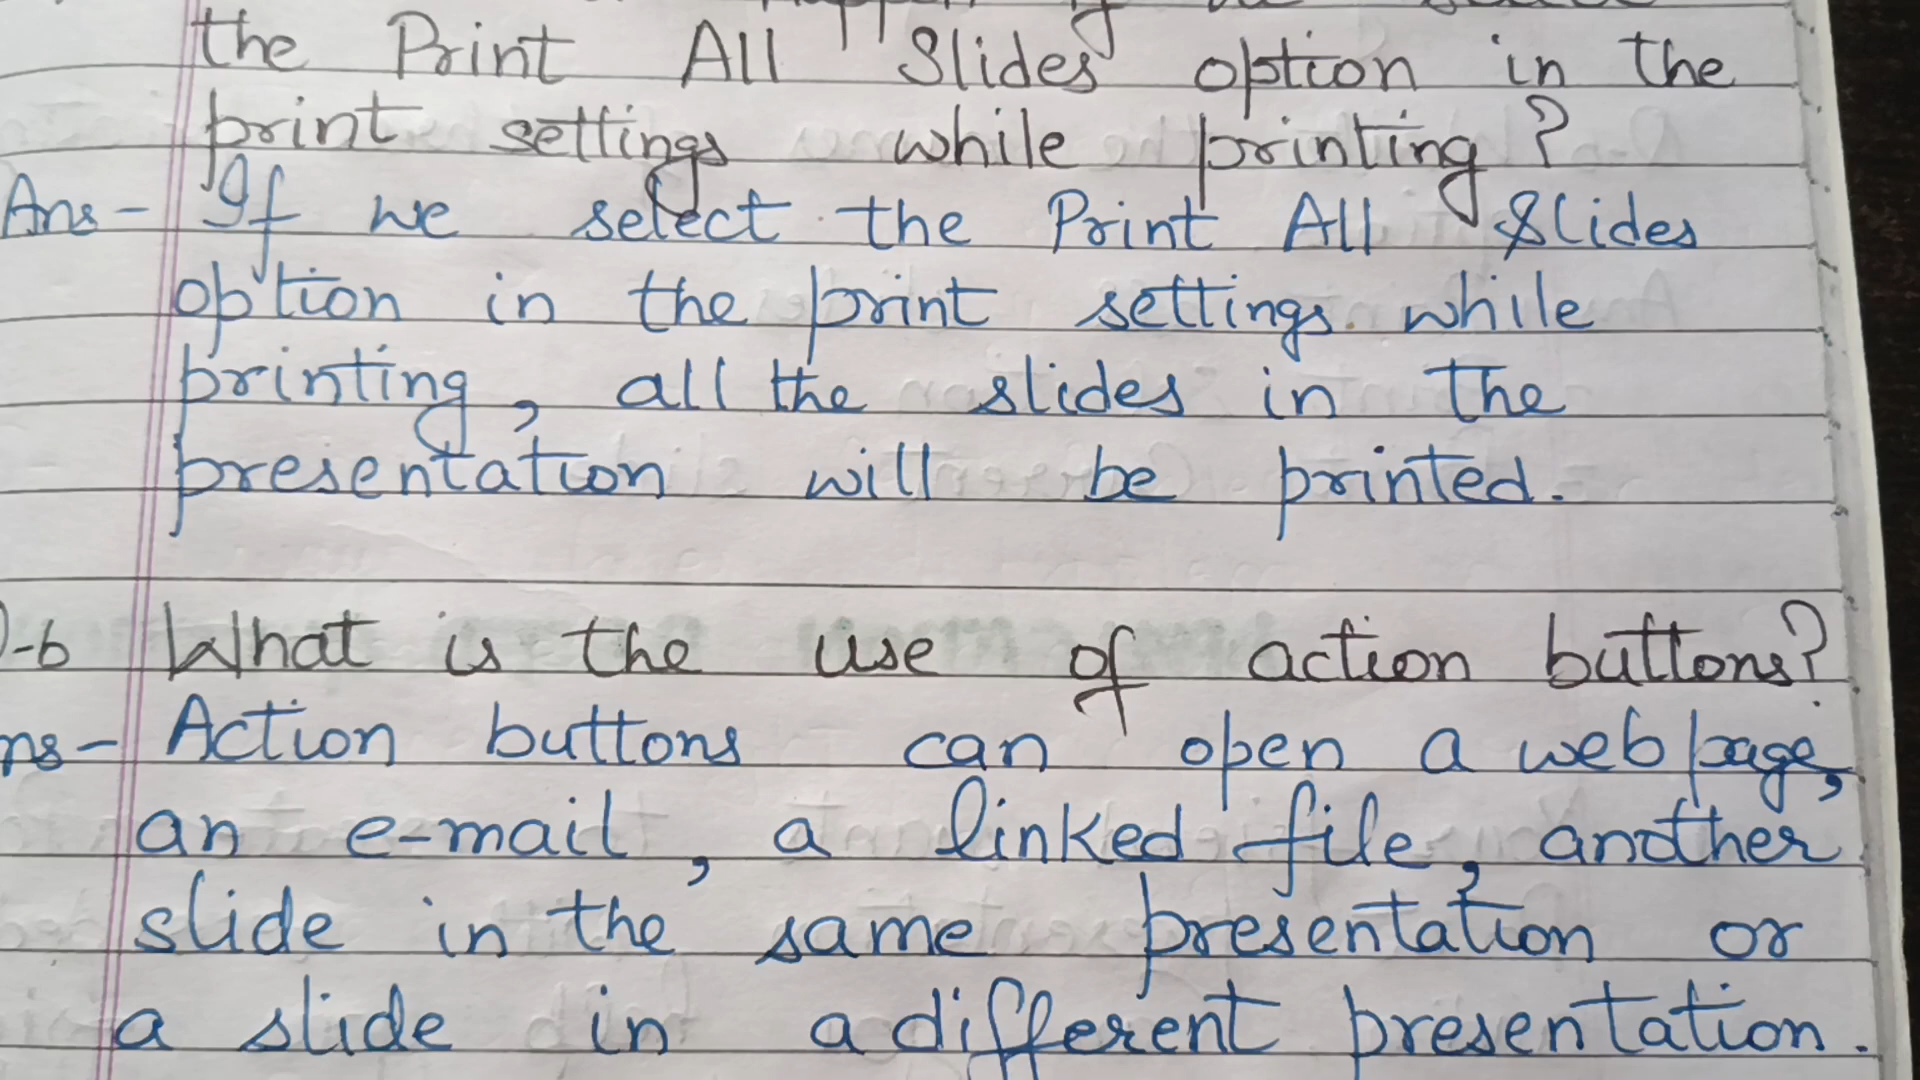 the Print All Slides option in the
print settings while printing?
Ans- If we select the Print All Slides
option in the print settings while
printing, all the slides in the
presentation will be printed.
-6 What is the use of action buttons?
ns- Action buttons can open a web page,
an e-mail, a linked file, another
slide in the same presentation or
a slide in a different presentation.